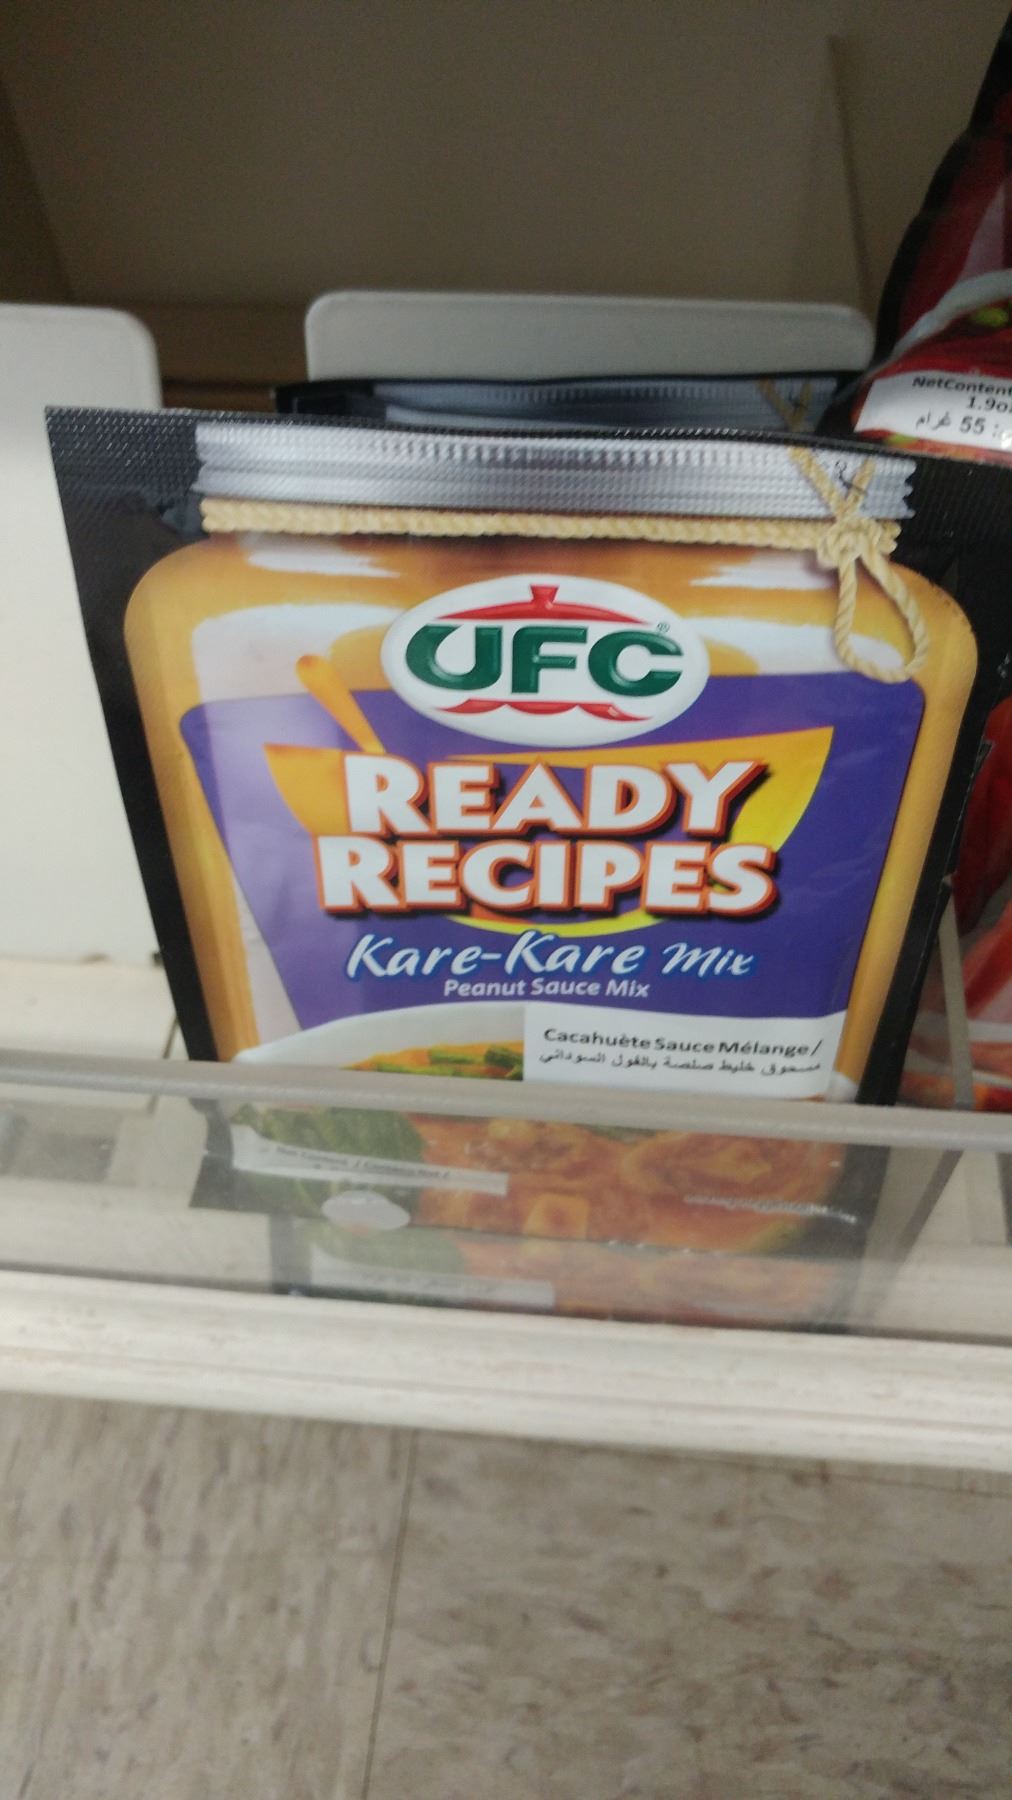 NetContent
1.9oz
55 غرام
UFC®
READY
RECIPES
Kare-Kare Mix
Peanut Sauce Mix
Cacahuète Sauce Mélange/
مسحوق خليط صلصة بالفول السوداني